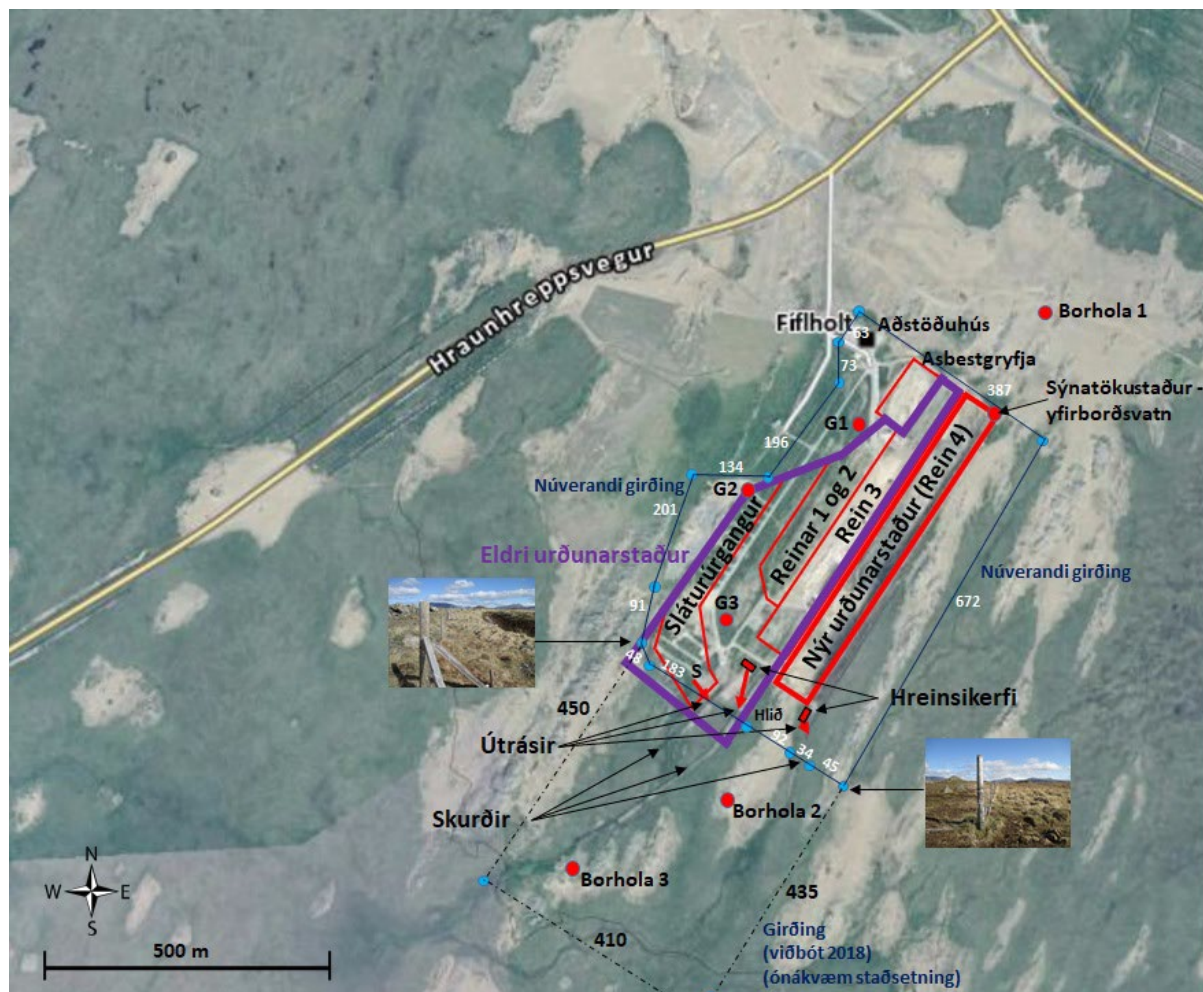 Hraunhreppsvegur
Fíflholt
Aðstöðuhús
Borhola 1
63
Asbestgryfja
73
387
Sýnatökustaður -
yfirborðsvatn
G1
196
134
Núverandi girðing
G2
201
Eldri urðunarstaður
Sláturúrgangur
Reinar 1 og 2
Rein 3
Nýr urðunarstaður (Rein 4)
Núverandi girðing
672
91
G3
48
183
S
Hreinsikerfi
450
Hlið
Útrásir
97
34
45
Skurðir
Borhola 2
Borhola 3
435
410
Girðing
(viðbót 2018)
(ónákvæm staðsetning)
N
W
E
S
500 m